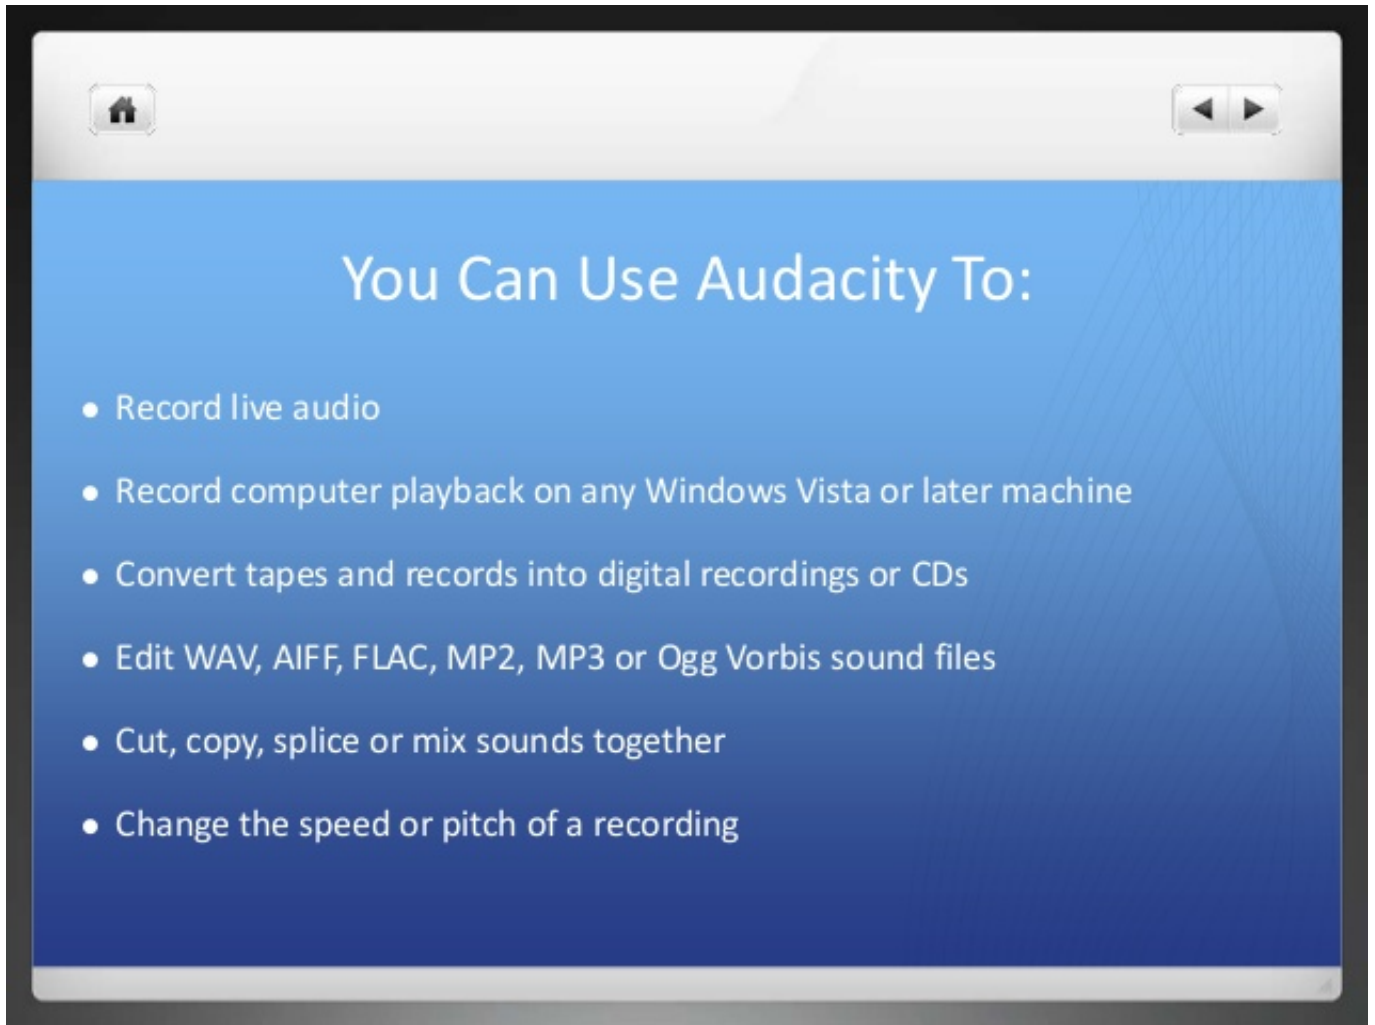 You Can Use Audacity To:
● Record live audio
● Record computer playback on any Windows Vista or later machine
● Convert tapes and records into digital recordings or CDs
● Edit WAV, AIFF, FLAC, MP2, MP3 or Ogg Vorbis sound files
● Cut, copy, splice or mix sounds together
● Change the speed or pitch of a recording